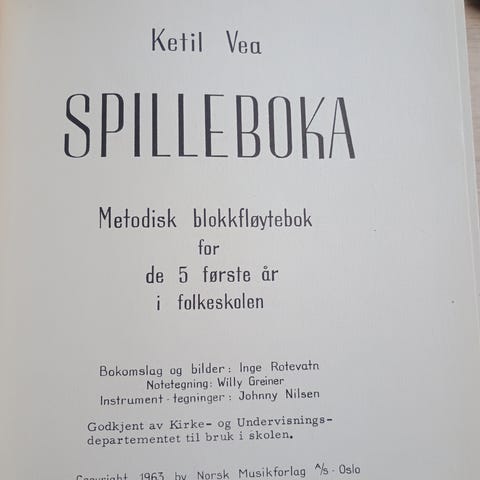 Ketil Vea
SPILLEBOKA
Metodisk blokkfløytebok
for
de 5 første år
i folkeskolen
Bokomslag og bilder: Inge Rotevatn
Notetegning: Willy Greiner
Instrument-tegninger: Johnny Nilsen
Godkjent av Kirke- og Undervisnings-
departementet til bruk i skolen.
Copyright 1963 by Norsk Musikforlag A/S - Oslo